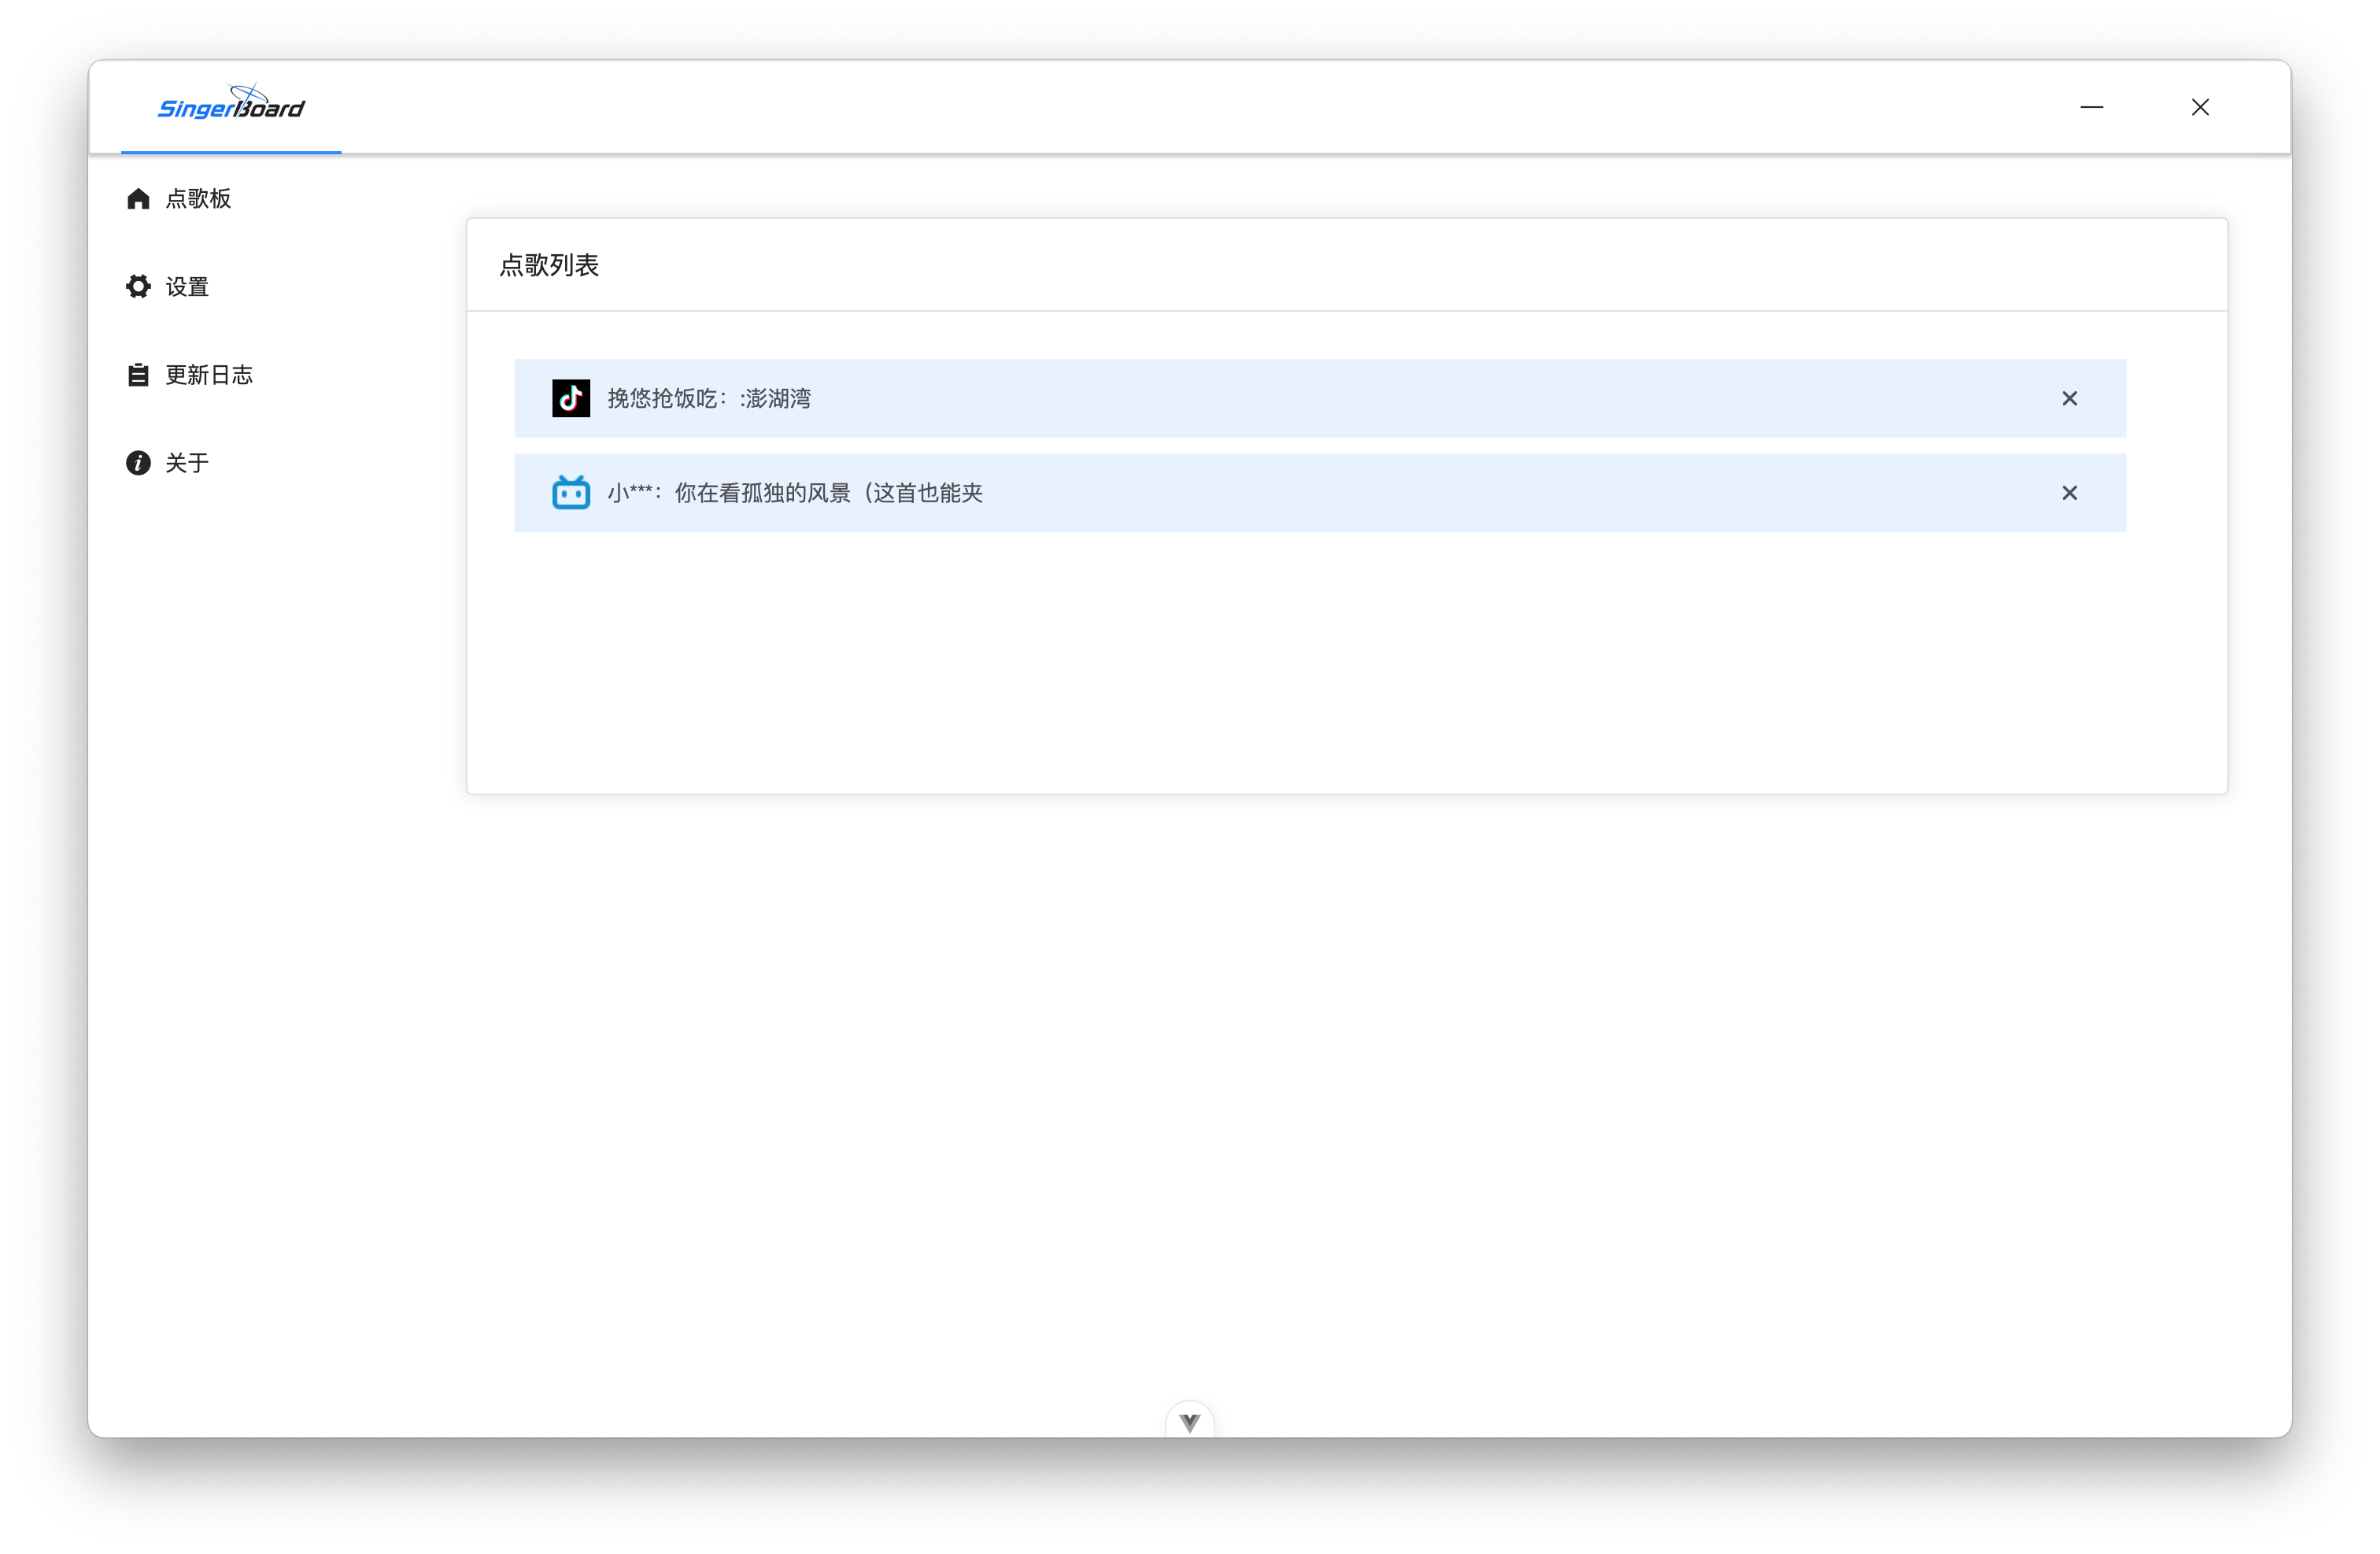 SingerBoard
点歌板
设置
更新日志
关于
点歌列表
挽悠抢饭吃：:澎湖湾
小***：你在看孤独的风景（这首也能夹